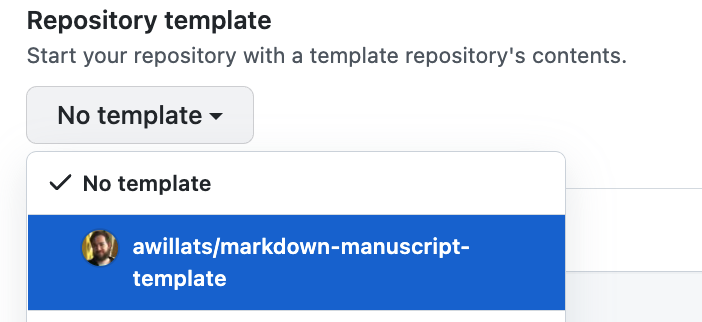 Repository template
Start your repository with a template repository's contents.
No template
No template
awillats/markdown-manuscript-
template